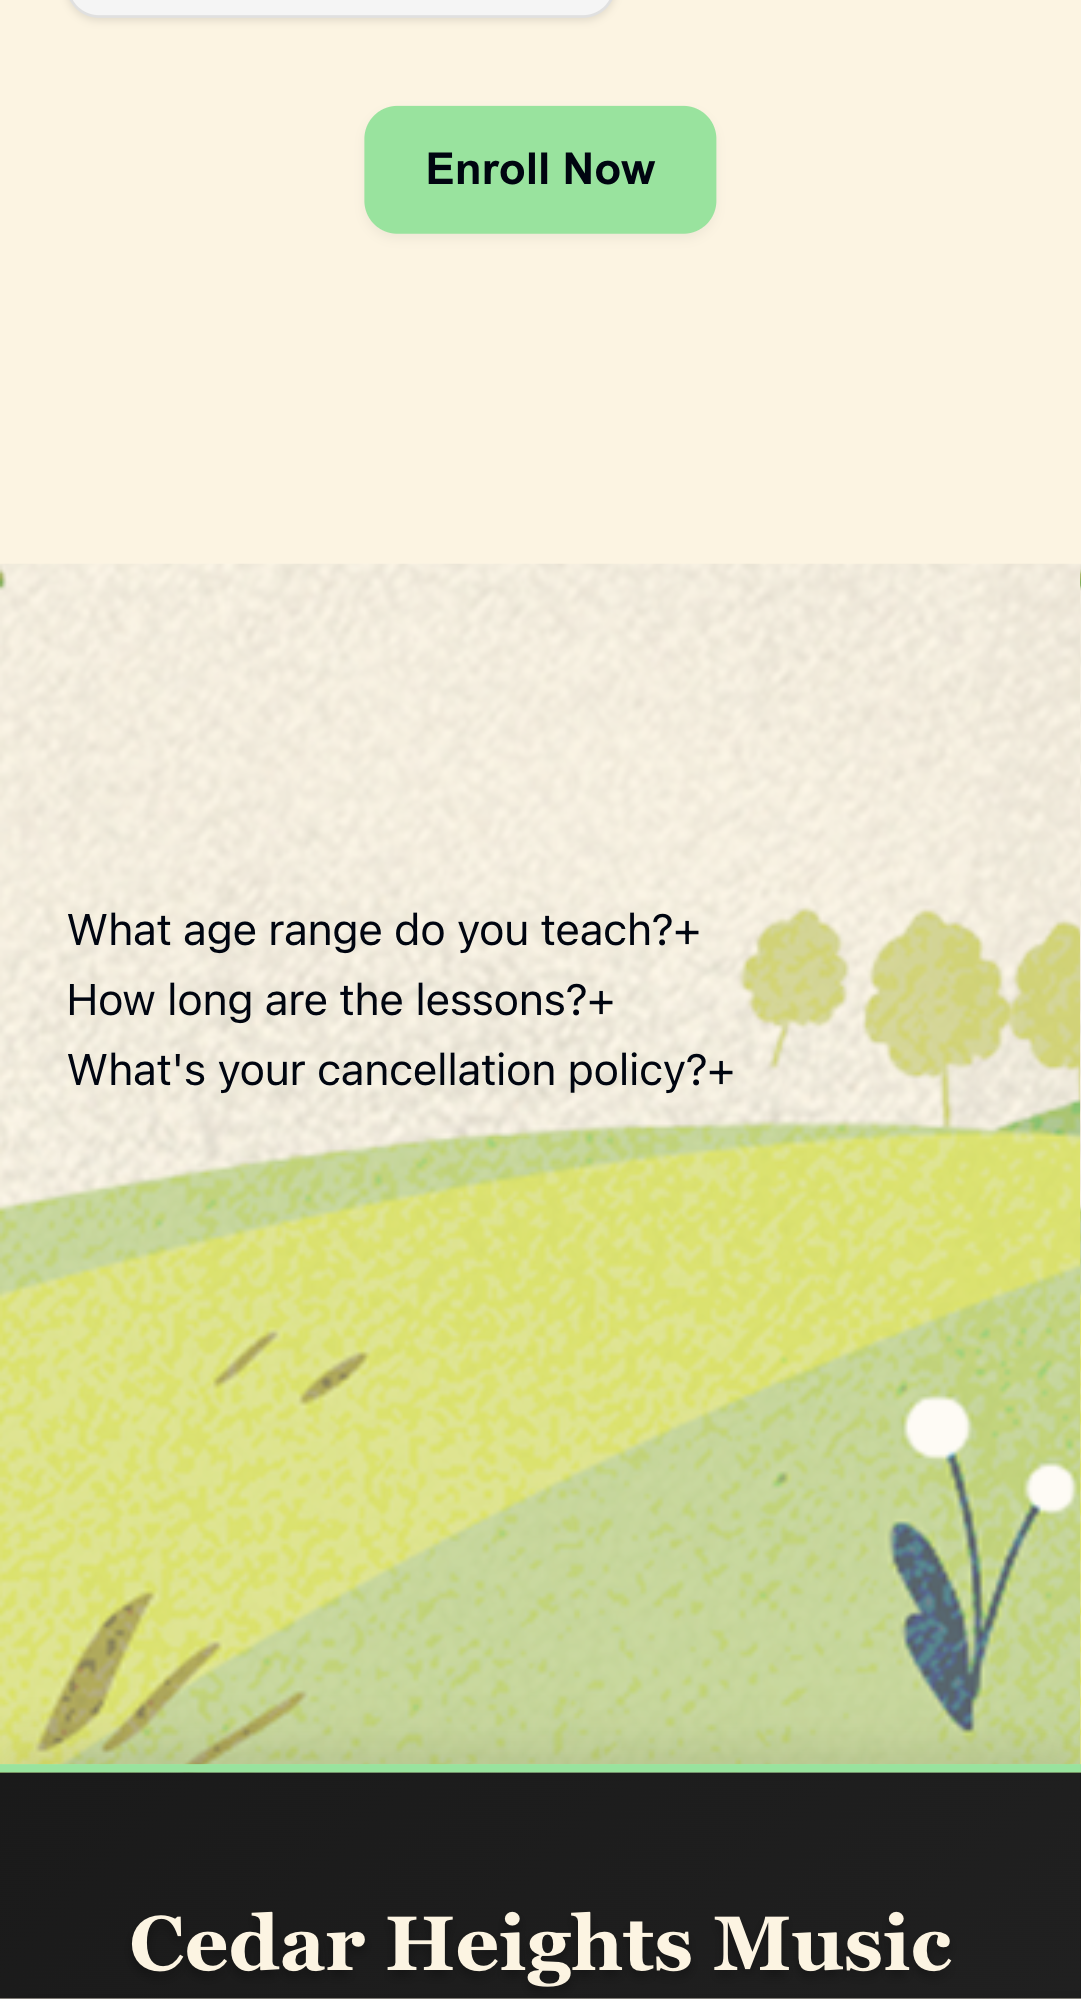 Enroll Now
What age range do you teach?+
How long are the lessons?+
What's your cancellation policy?+
Cedar Heights Music